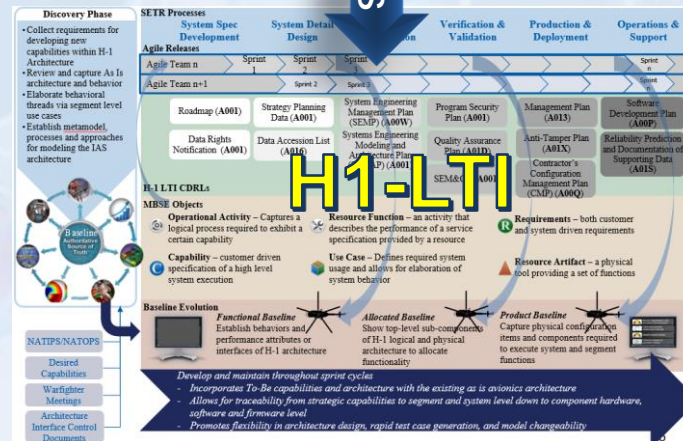 Discovery Phase
• Collect requirements for
developing new
capabilities within H-1
Architecture
• Review and capture As Is
architecture and behavior
• Elaborate behavioral
threads via segment level
use cases
• Establish metamodel,
processes and approaches
for modeling the IAS
architecture
Baseline
Authoritative
Source of
Truth
NATIPS/NATOPS
Desired
Capabilities
Warfighter
Meetings
Architecture
Interface Control
Documents
SETR Processes
System Spec
Development
System Detail
Design
Verification &
Validation
Production &
Deployment
Operations &
Support
Agile Releases
Agile Team n
Sprint
1
Sprint
2
Sprint
3
Sprint
n
Agile Team n+1
Sprint 2
Sprint 3
Sprint
n
Roadmap (A001)
Strategy Planning
Data (A001)
System Engineering
Management Plan
(SEMP) (A00W)
Program Security
Plan (A001)
Management Plan
(A013)
Software
Development Plan
(A00P)
Data Rights
Notification (A001)
Data Accession List
(A016)
Systems Engineering
Modeling and
Architecture Plan
Quality Assurance
Plan (A01D)
Anti-Tamper Plan
(A01X)
Reliability Prediction
and Documentation of
Supporting Data
(A01S)
Contractor's
Configuration
Management Plan
(CMP) (A00Q)
H1-LTI
H-1 LTI CDRLs
MBSE Objects
Operational Activity – Captures a
logical process required to exhibit a
certain capability
Resource Function – an activity that
describes the performance of a service
specification provided by a resource
R
Requirements – both customer
and system driven requirements
C
Capability – customer driven
specification of a high level
system execution
Use Case – Defines required system
usage and allows for elaboration of
system behavior
Resource Artifact – a physical
tool providing a set of functions
Baseline Evolution
Functional Baseline
Establish behaviors and
performance attributes or
interfaces of H-1 architecture
Allocated Baseline
Show top-level sub-components
of H-1 logical and physical
architecture to allocate
functionality
Product Baseline
Capture physical configuration
items and components required
to execute system and segment
functions
Develop and maintain throughout sprint cycles
- Incorporates To-Be capabilities and architecture with the existing as is avionics architecture
- Allows for traceability from strategic capabilities to segment and system level down to component hardware,
software and firmware level
- Promotes flexibility in architecture design, rapid test case generation, and model changeability